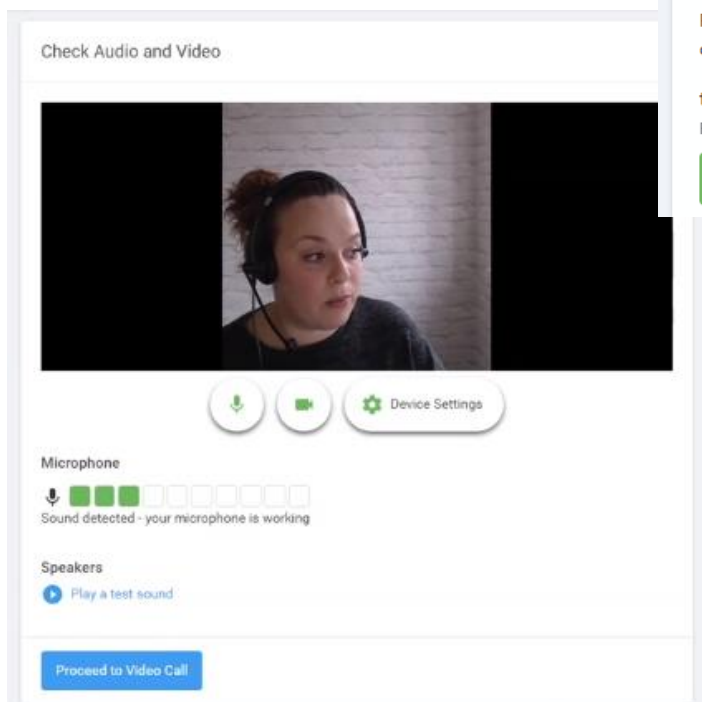 Check Audio and Video
Device Settings
Microphone
Sound detected - your microphone is working
Speakers
Play a test sound
Proceed to Video Call